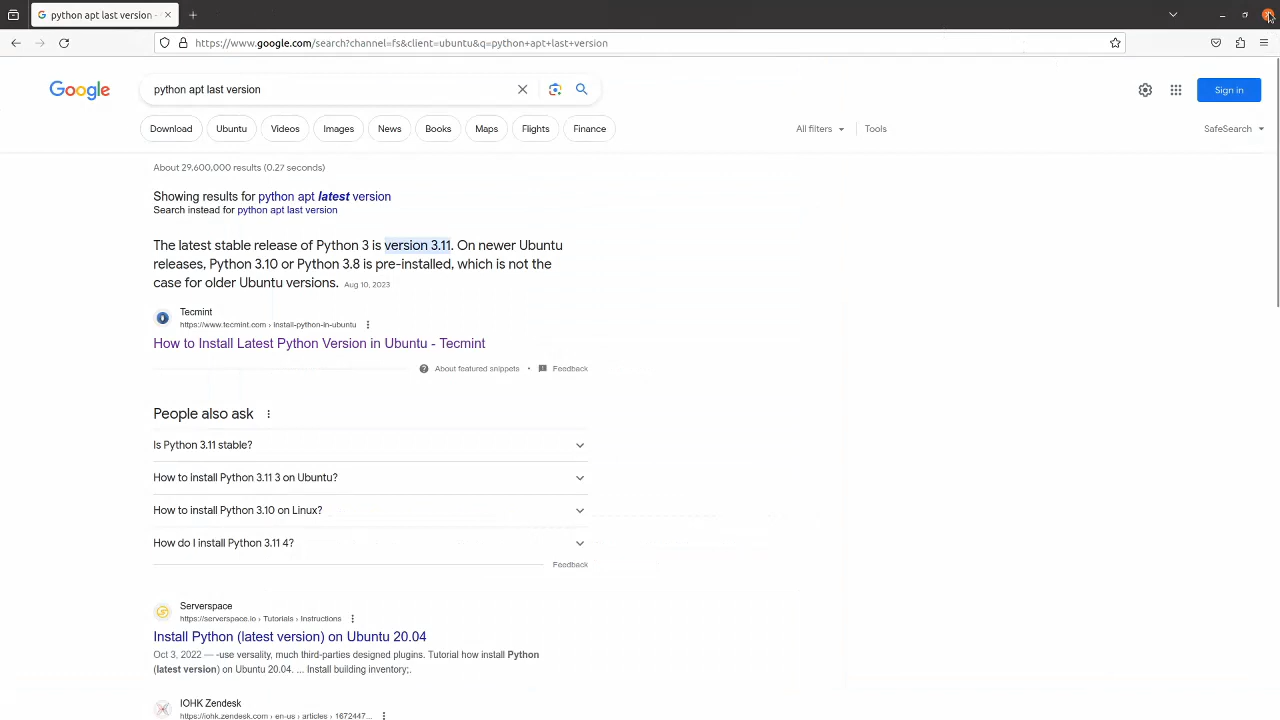 python apt last version -
https://www.google.com/search?channel=fs&client=ubuntu&q=python+apt+last+version
Google
python apt last version
Sign in
Download
Ubuntu
Videos
Images
News
Books
Maps
Flights
Finance
All filters
Tools
SafeSearch
About 29,600,000 results (0.27 seconds)
Showing results for python apt latest version
Search instead for python apt last version
The latest stable release of Python 3 is version 3.11. On newer Ubuntu
releases, Python 3.10 or Python 3.8 is pre-installed, which is not the
case for older Ubuntu versions. Aug 10, 2023
Tecmint
https://www.tecmint.com › install-python-in-ubuntu
How to Install Latest Python Version in Ubuntu - Tecmint
About featured snippets • Feedback
People also ask
Is Python 3.11 stable?
How to install Python 3.11 3 on Ubuntu?
How to install Python 3.10 on Linux?
How do I install Python 3.11 4?
Feedback
Serverspace
https://serverspace.io › Tutorials › Instructions
Install Python (latest version) on Ubuntu 20.04
Oct 3, 2022 — -use versality, much third-parties designed plugins. Tutorial how install Python
(latest version) on Ubuntu 20.04. ... Install building inventory;.
IOHK Zendesk
https://iohk.zendesk.com › en-us › articles › 1672447...